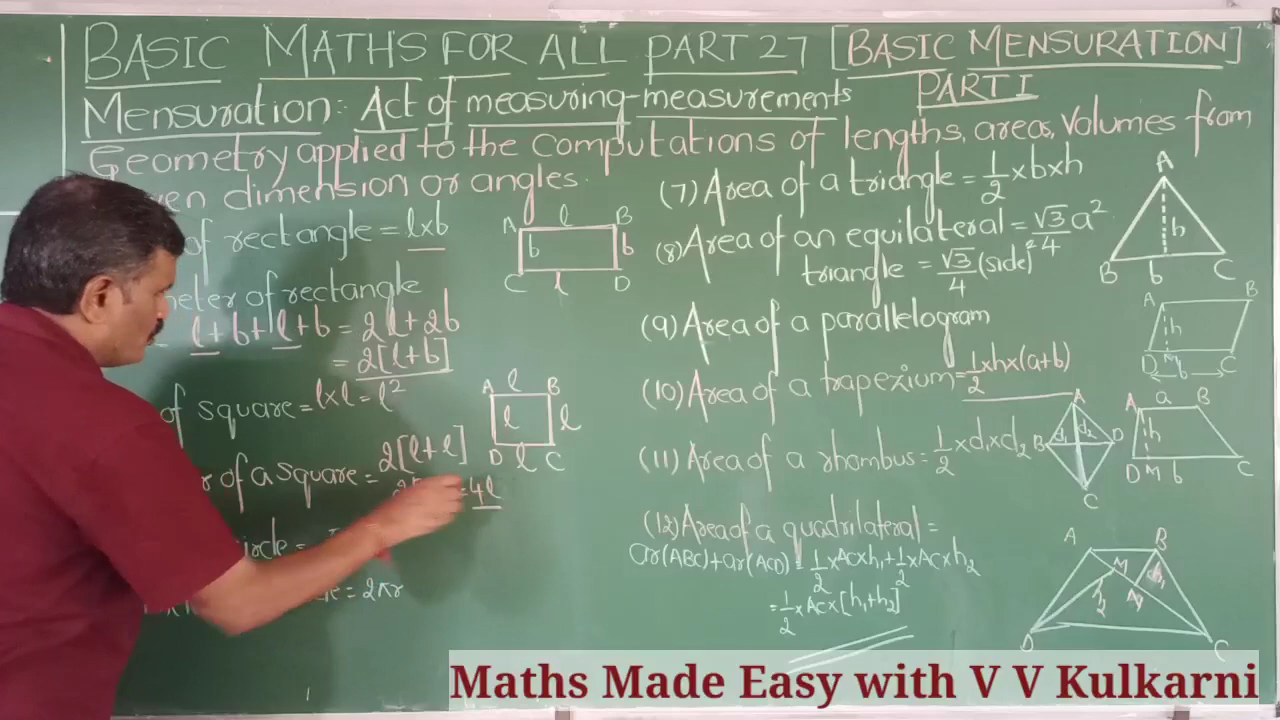 BASIC MATHS FOR ALL PART 27 [BASIC MENSURATION]
PART I
Mensuration: Act of measuring-measurements
Geometry applied to the computations of lengths, areas, Volumes from
dimension or angles.
of rectangle = l×b
A l B
b b
C l D
of rectangle
l+b+l+b = 2l+2b
= 2[l+b]
of square = l×l = l²
A l B
l l
D l C
of a square = 2[l+l]
= 4l
= 2πr
(7) Area of a triangle = 1/2 ×b×h
A
h
B b C
(8) Area of an equilateral = √3/4 a²
triangle = √3/4 (side)²
(9) Area of a parallelogram
A B
h
D M b C
(10) Area of a trapezium = 1/2 ×h×(a+b)
A a B
h
D M b C
(11) Area of a rhombus = 1/2 ×d₁×d₂
A
B d₁ d₂ D
C
(12) Area of a quadrilateral =
ar(ABC)+ar(ACD) = 1/2 ×AC×h₁+1/2 ×AC×h₂
= 1/2 ×AC×[h₁+h₂]
A B
M h₁
h₂ N
D C
Maths Made Easy with V V Kulkarni